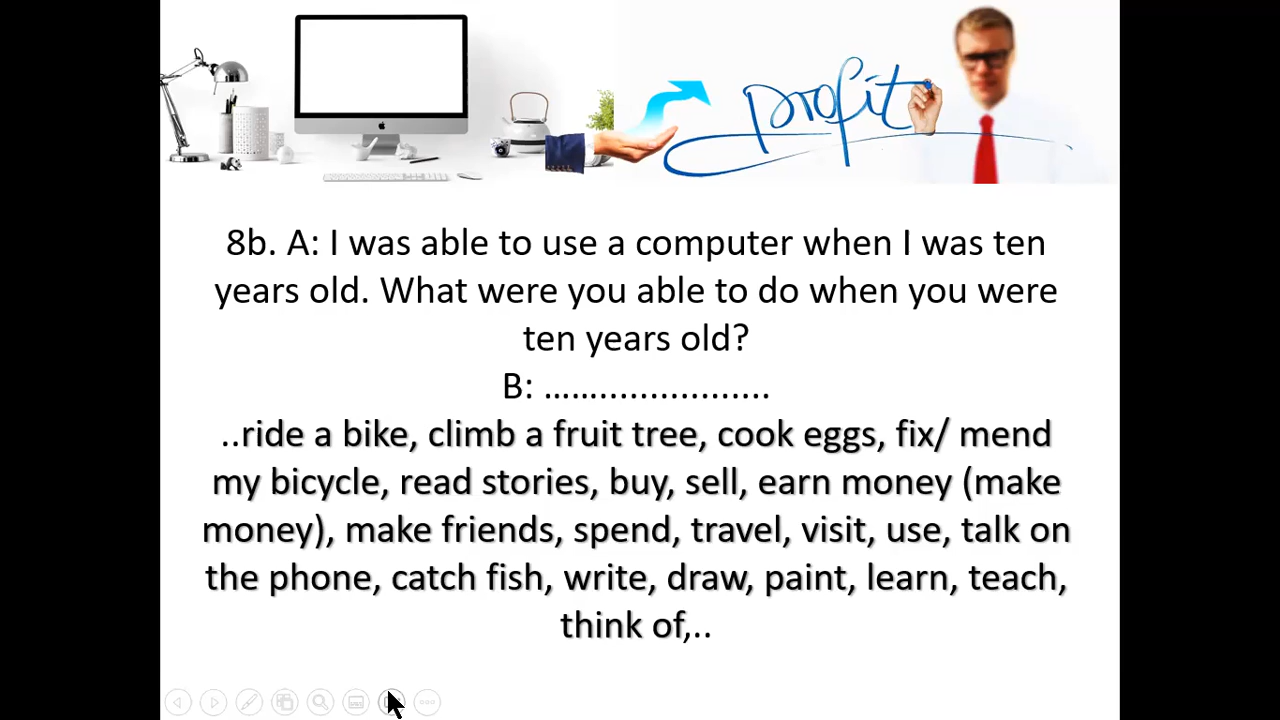 profit
8b. A: I was able to use a computer when I was ten
years old. What were you able to do when you were
ten years old?
B: …......................
..ride a bike, climb a fruit tree, cook eggs, fix/ mend
my bicycle, read stories, buy, sell, earn money (make
money), make friends, spend, travel, visit, use, talk on
the phone, catch fish, write, draw, paint, learn, teach,
think of,..